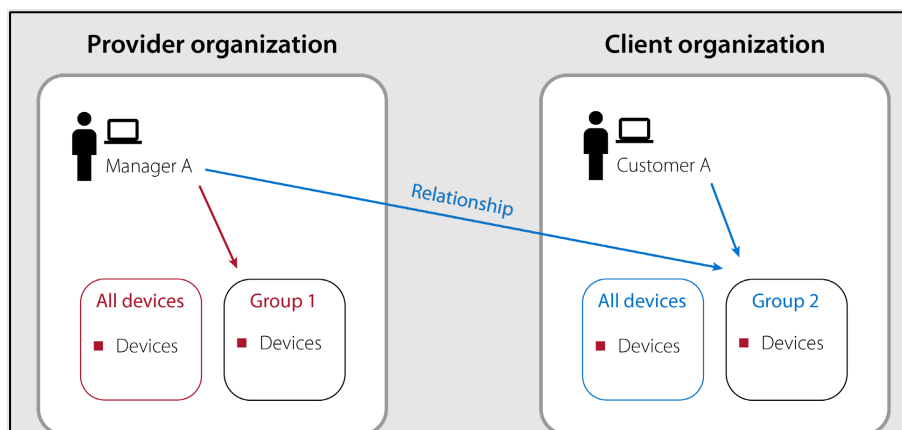 Provider organization
Client organization
Manager A
Customer A
Relationship
All devices
Group 1
All devices
Group 2
Devices
Devices
Devices
Devices